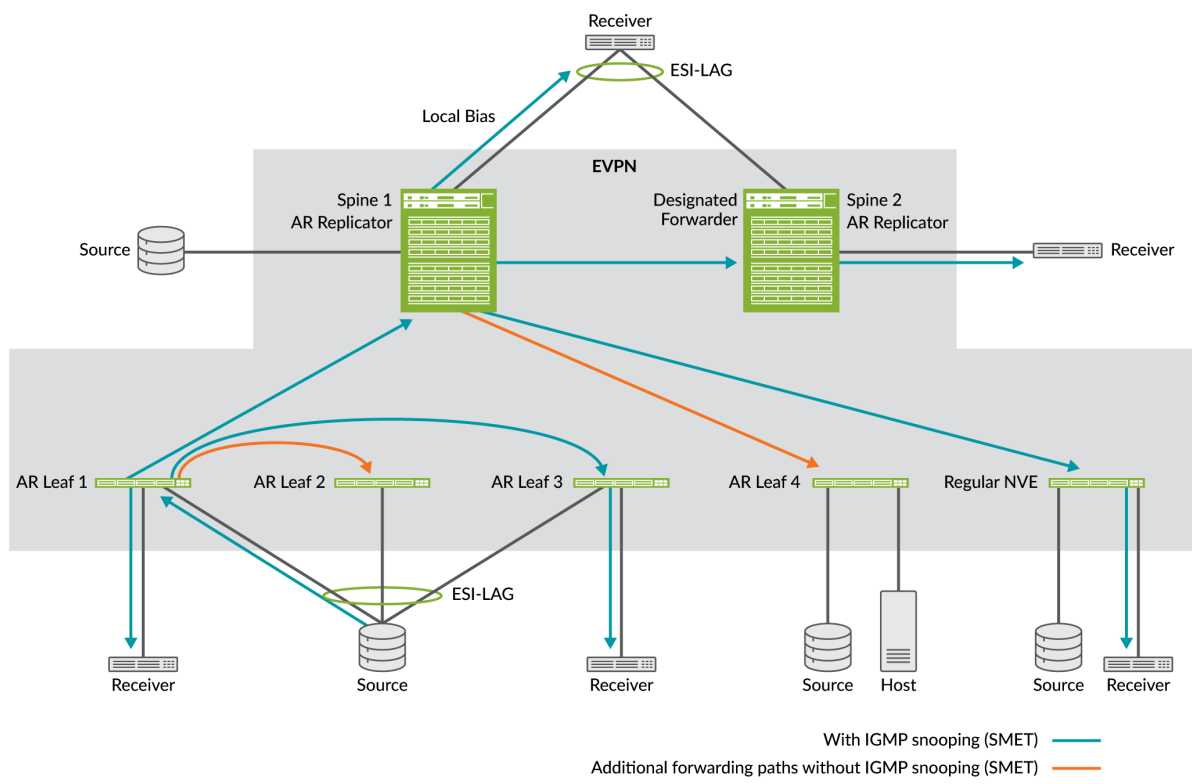 Receiver
ESI-LAG
Local Bias
EVPN
Spine 1
AR Replicator
Designated
Forwarder
Spine 2
AR Replicator
Source
Receiver
AR Leaf 1
AR Leaf 2
AR Leaf 3
AR Leaf 4
Regular NVE
ESI-LAG
Receiver
Source
Receiver
Source
Host
Source
Receiver
With IGMP snooping (SMET)
Additional forwarding paths without IGMP snooping (SMET)